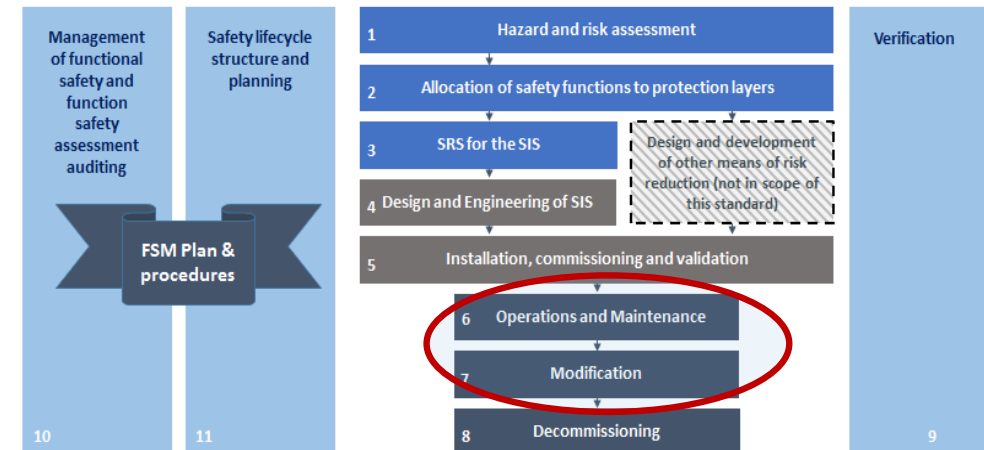 Management
of functional
safety and
function
safety
assessment
auditing
10
Safety lifecycle
structure and
planning
11
FSM Plan &
procedures
1 Hazard and risk assessment
2 Allocation of safety functions to protection layers
3 SRS for the SIS
Design and development
of other means of risk
reduction (not in scope of
this standard)
4 Design and Engineering of SIS
5 Installation, commissioning and validation
6 Operations and Maintenance
7 Modification
8 Decommissioning
Verification
9